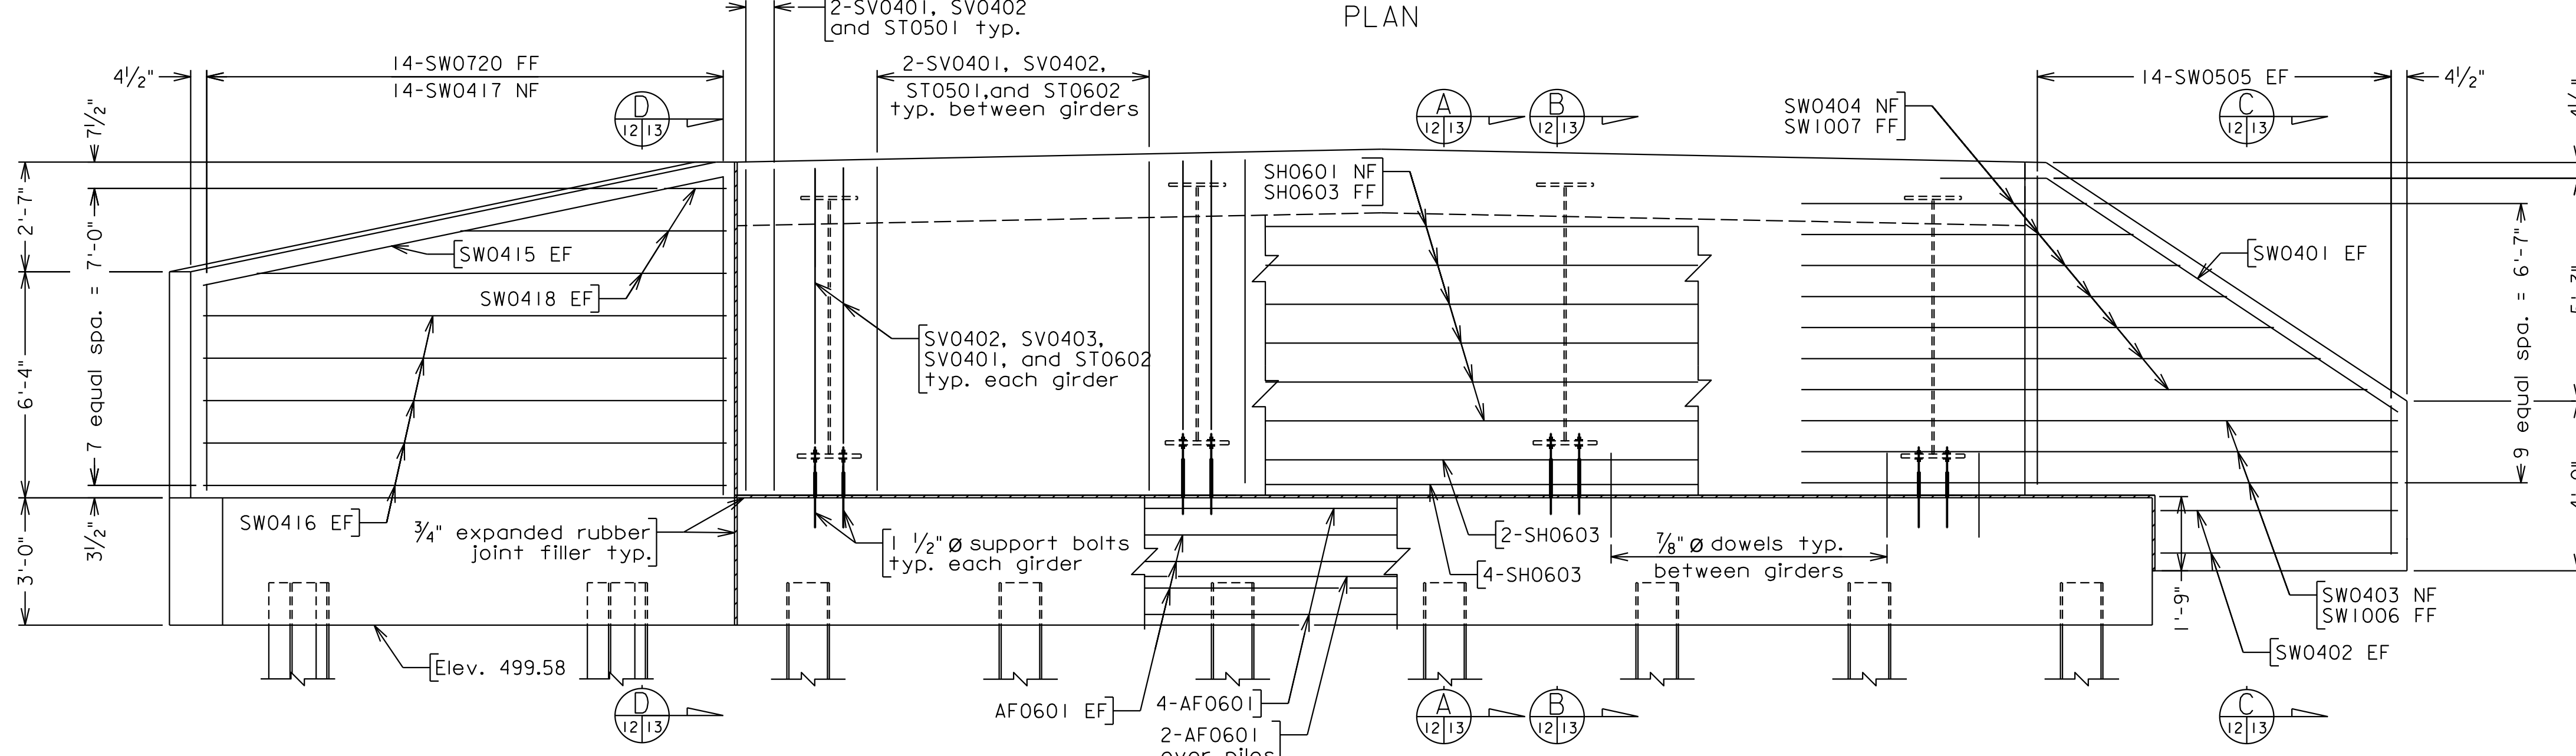 2-SV0401, SV0402
and ST0501 typ.
PLAN
4½"
14-SW0720 FF
14-SW0417 NF
2-SV0401, SV0402,
ST0501,and ST0602
typ. between girders
D
12 13
A
12 13
B
12 13
SW0404 NF
SW1007 FF
14-SW0505 EF
4½"
C
12 13
7½"
2'-7"
7 equal spa. = 7'-0"
6'-4"
3½"
3'-0"
SH0601 NF
SH0603 FF
SW0415 EF
SW0418 EF
SW0401 EF
9 equal spa. = 6'-7"
SV0402, SV0403,
SV0401, and ST0602
typ. each girder
SW0416 EF
¾" expanded rubber
joint filler typ.
1 ½" Ø support bolts
typ. each girder
2-SH0603
4-SH0603
⅞" Ø dowels typ.
between girders
1'-9"
SW0403 NF
SW1006 FF
SW0402 EF
Elev. 499.58
D
12 13
AF0601 EF
4-AF0601
2-AF0601
over piles
A
12 13
B
12 13
C
12 13